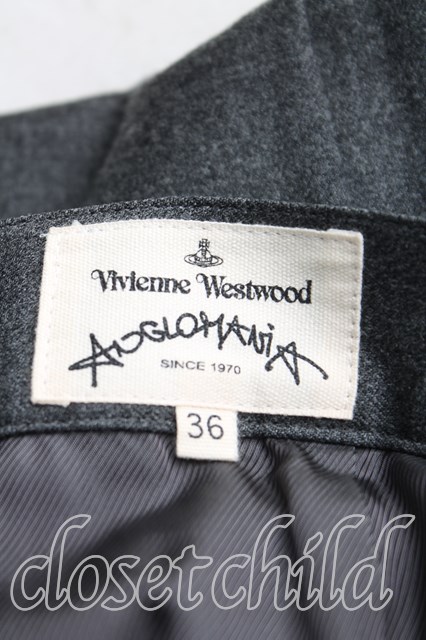 Vivienne Westwood
ANGLOMANiA
SINCE 1970
36
closetchild